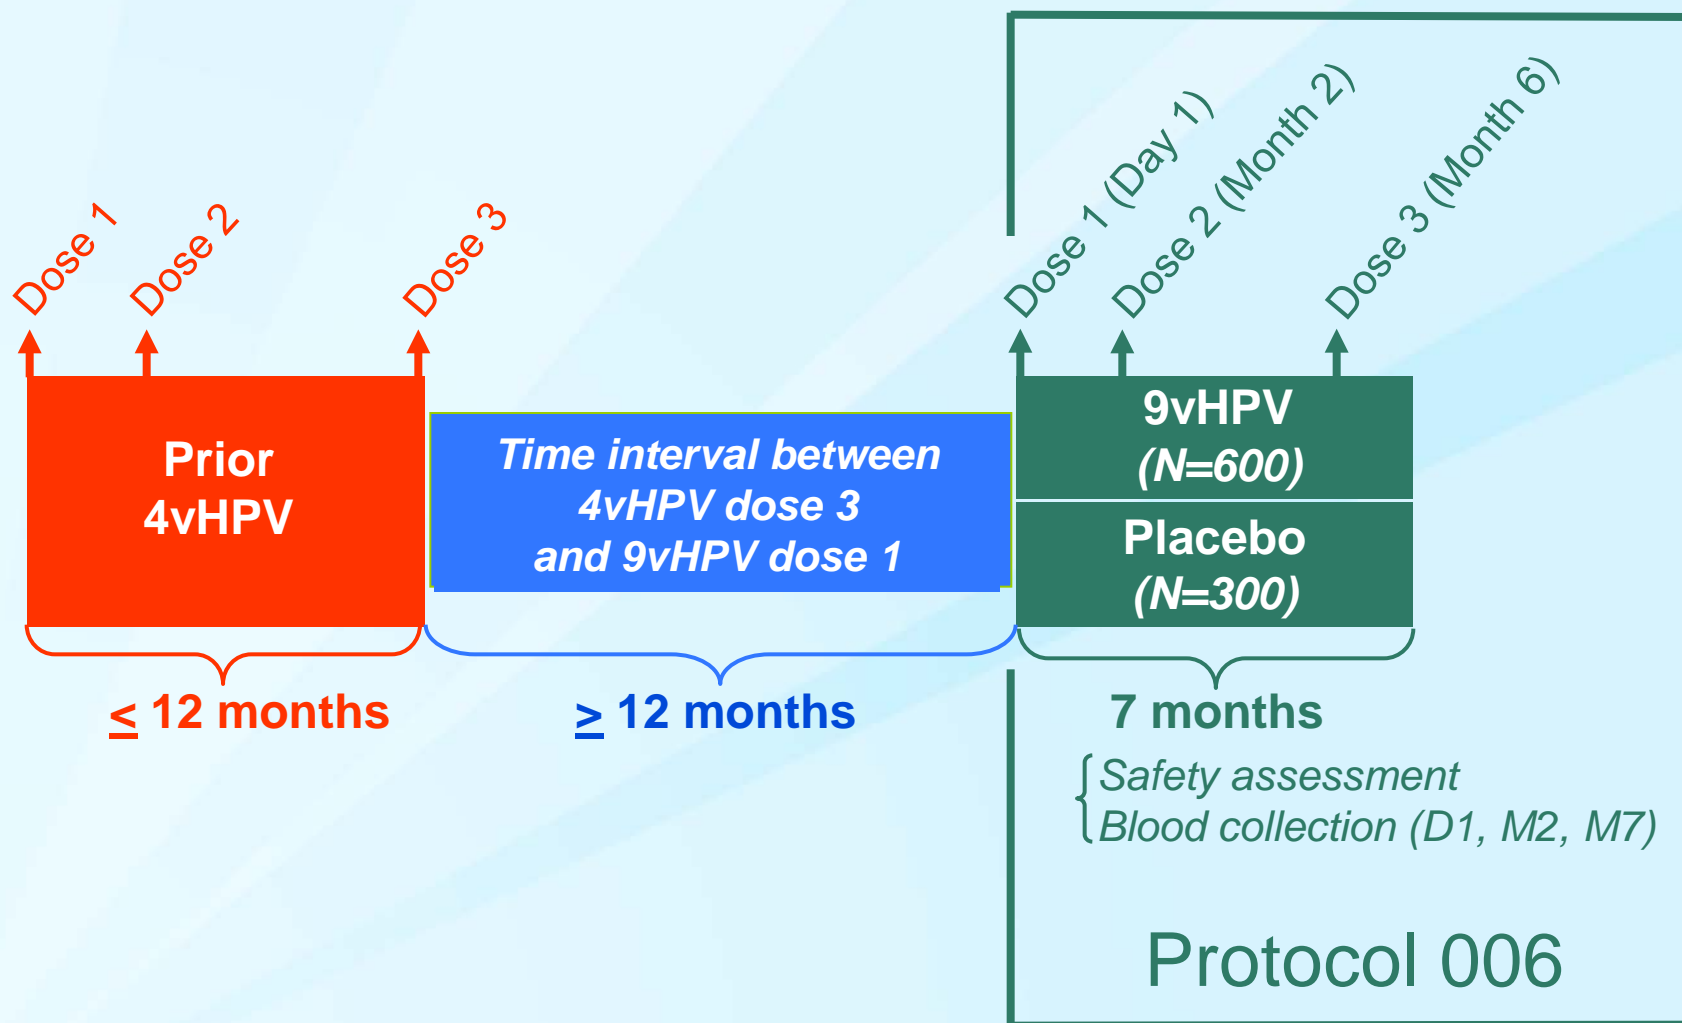 Dose 1
Dose 2
Dose 3
Dose 1 (Day 1)
Dose 2 (Month 2)
Dose 3 (Month 6)
Prior
4vHPV
Time interval between
4vHPV dose 3
and 9vHPV dose 1
9vHPV
(N=600)
Placebo
(N=300)
≤ 12 months
≥ 12 months
7 months
Safety assessment
Blood collection (D1, M2, M7)
Protocol 006